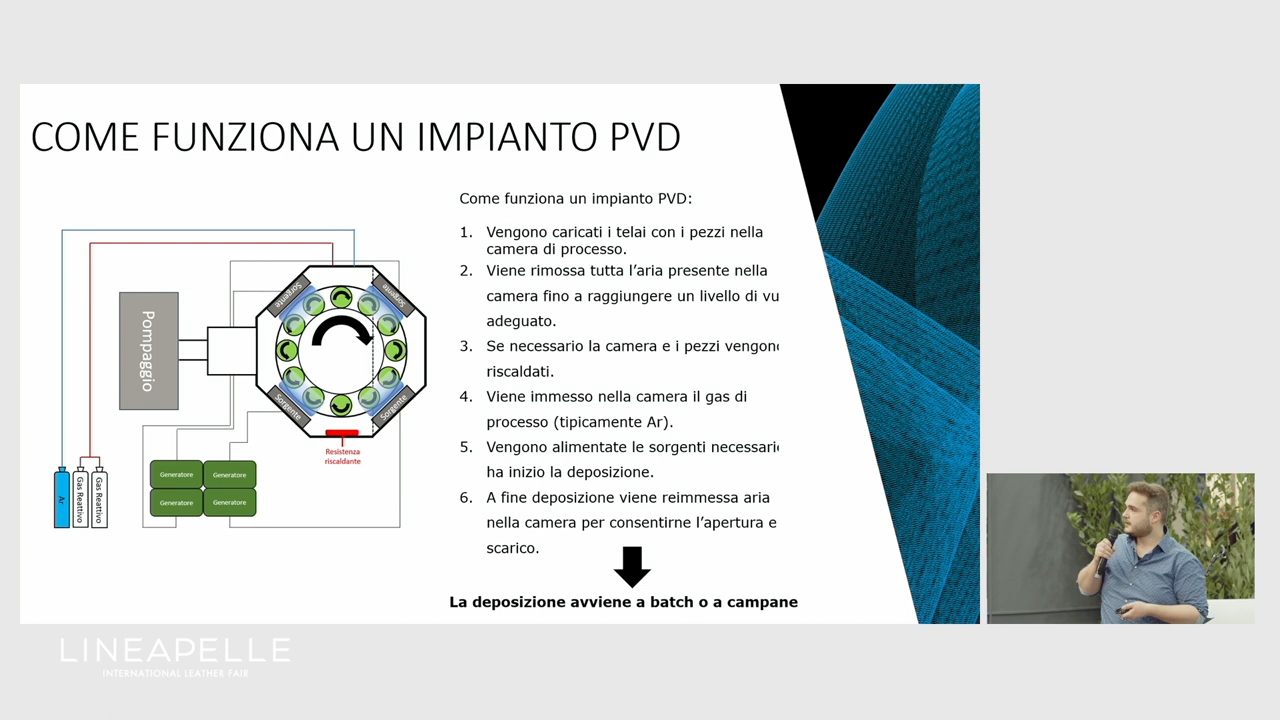 COME FUNZIONA UN IMPIANTO PVD
Come funziona un impianto PVD:
1. Vengono caricati i telai con i pezzi nella
camera di processo.
2. Viene rimossa tutta l’aria presente nella
camera fino a raggiungere un livello di vu
adeguato.
3. Se necessario la camera e i pezzi vengono
riscaldati.
4. Viene immesso nella camera il gas di
processo (tipicamente Ar).
5. Vengono alimentate le sorgenti necessarie
ha inizio la deposizione.
6. A fine deposizione viene reimmessa aria
nella camera per consentirne l’apertura e
scarico.
La deposizione avviene a batch o a campane
Pompaggio
Sorgente
Sorgente
Sorgente
Sorgente
Resistenza
riscaldante
Generatore
Generatore
Generatore
Generatore
Ar
Gas Reattivo
Gas Reattivo
LINEAPELLE
INTERNATIONAL LEATHER FAIR